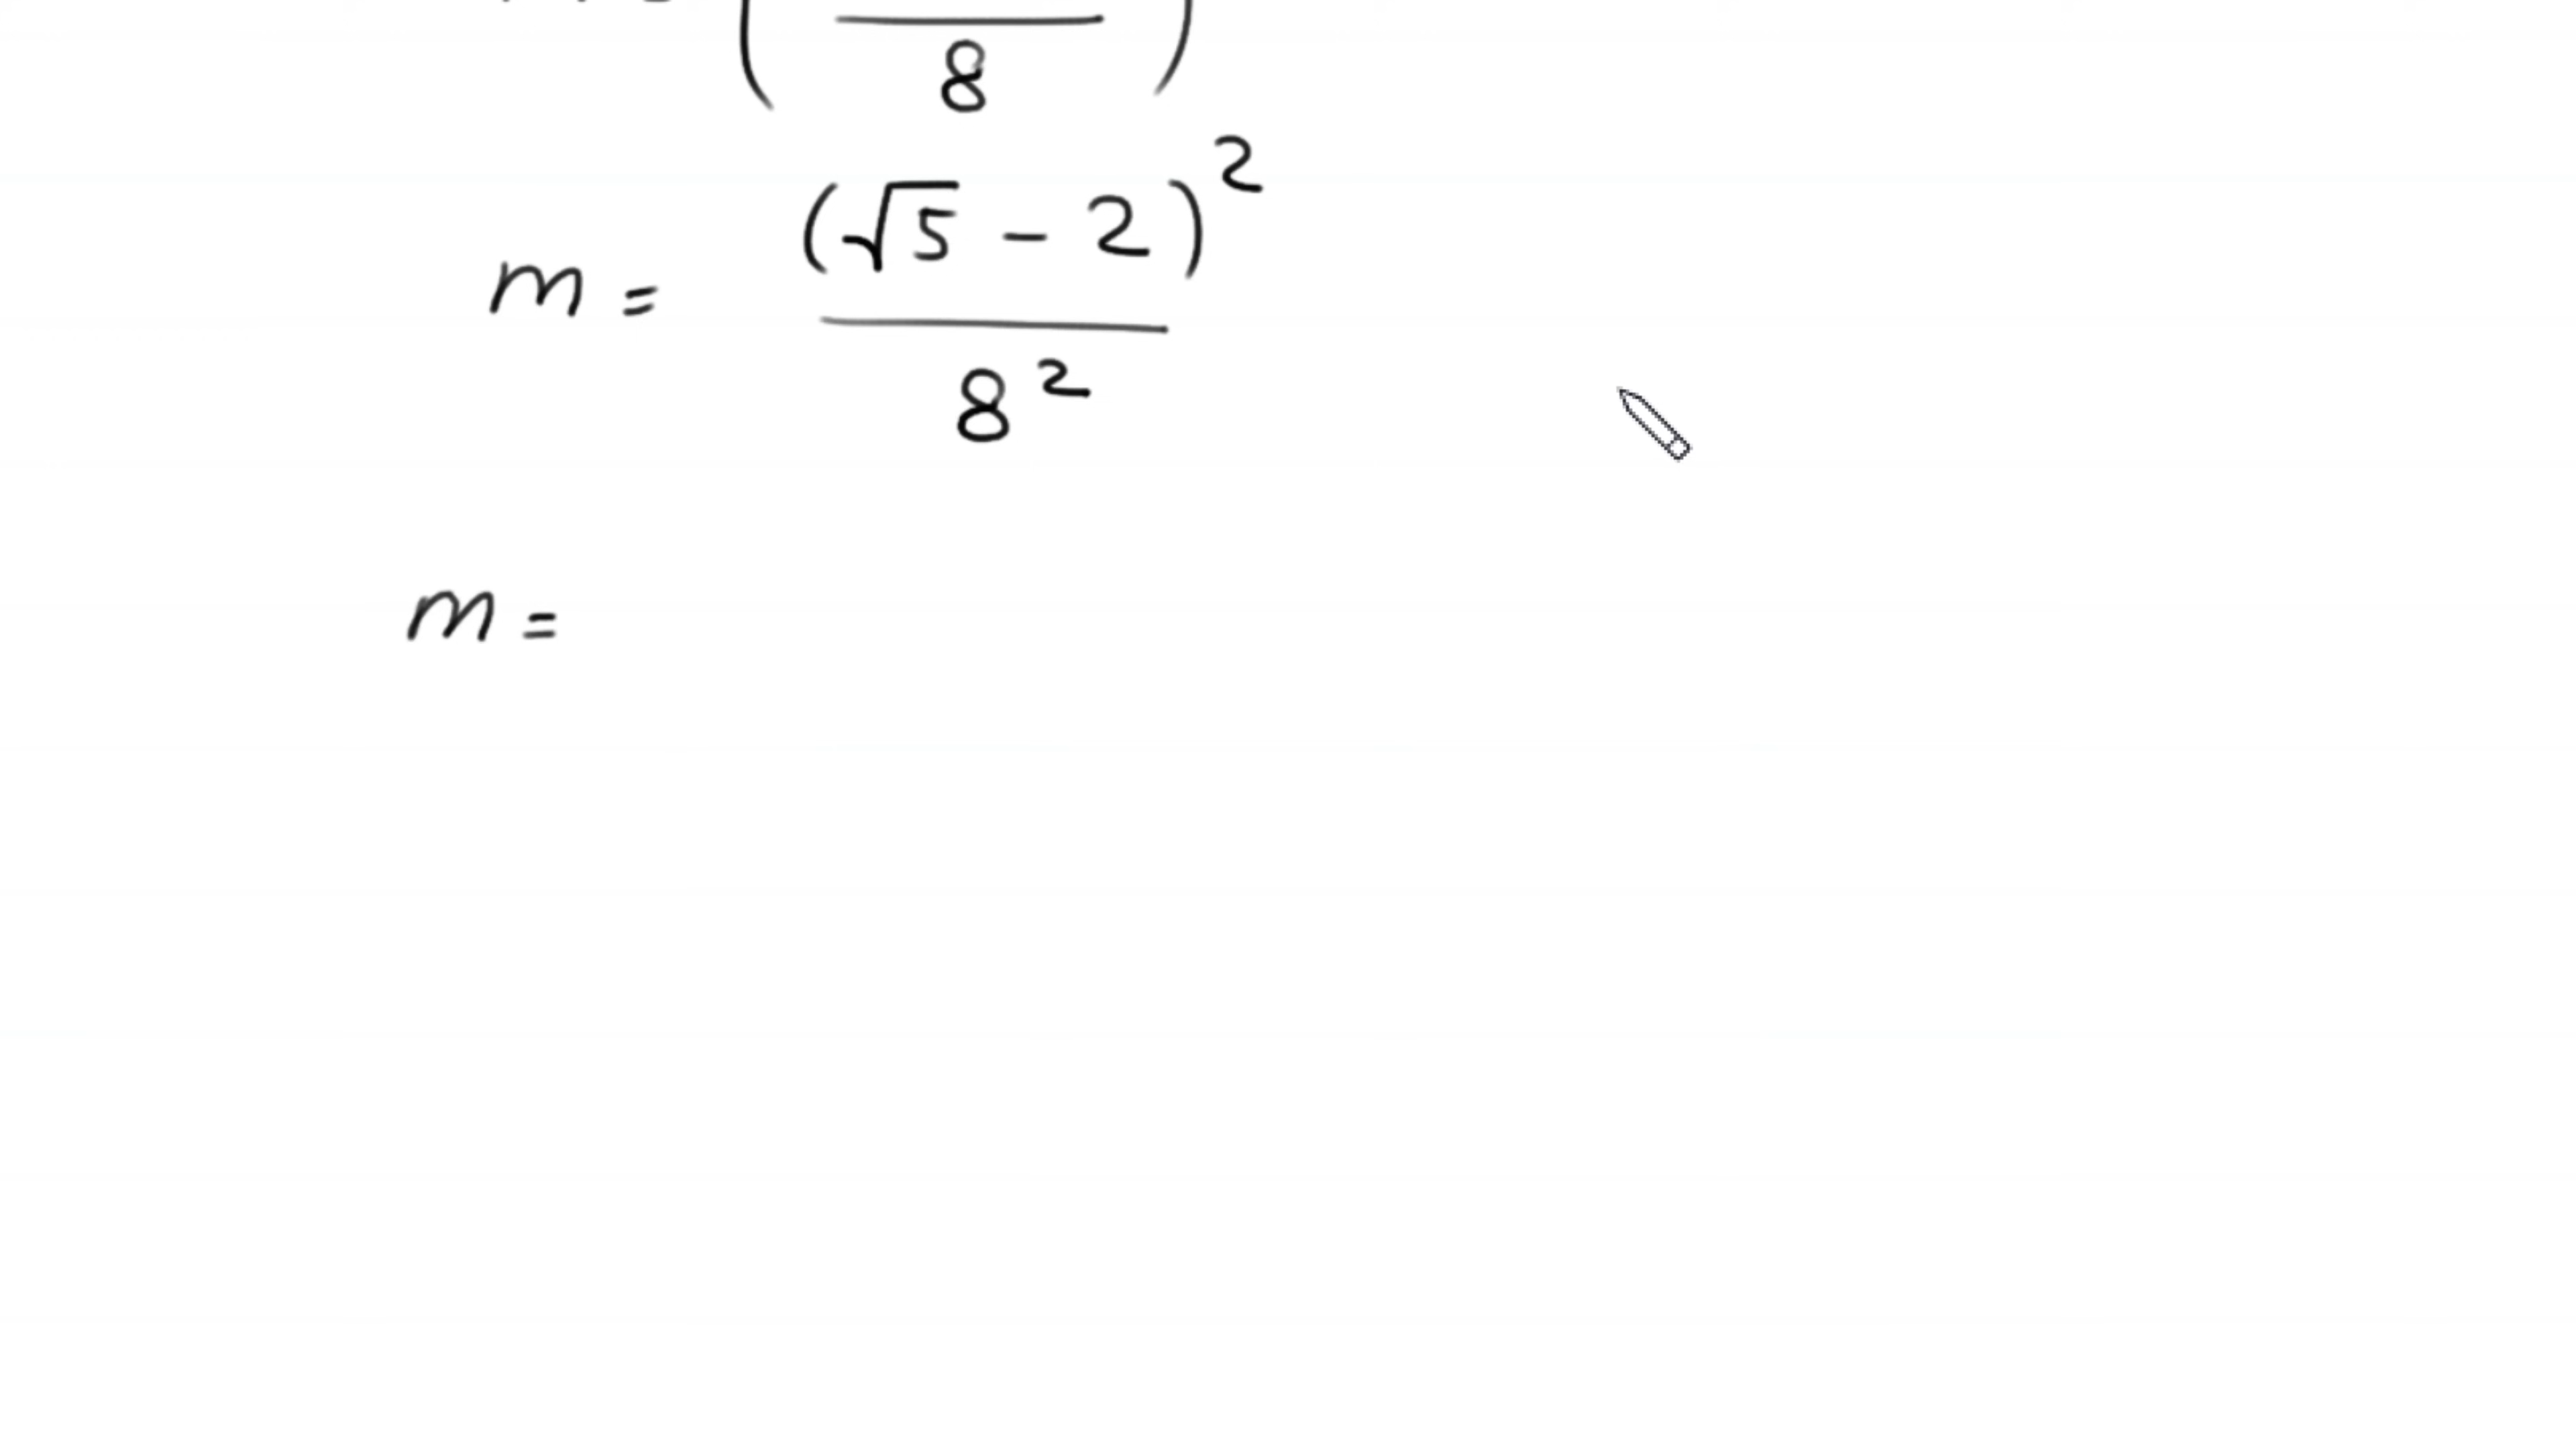 ( / 8 )
m = (√5 - 2)² / 8²
m =